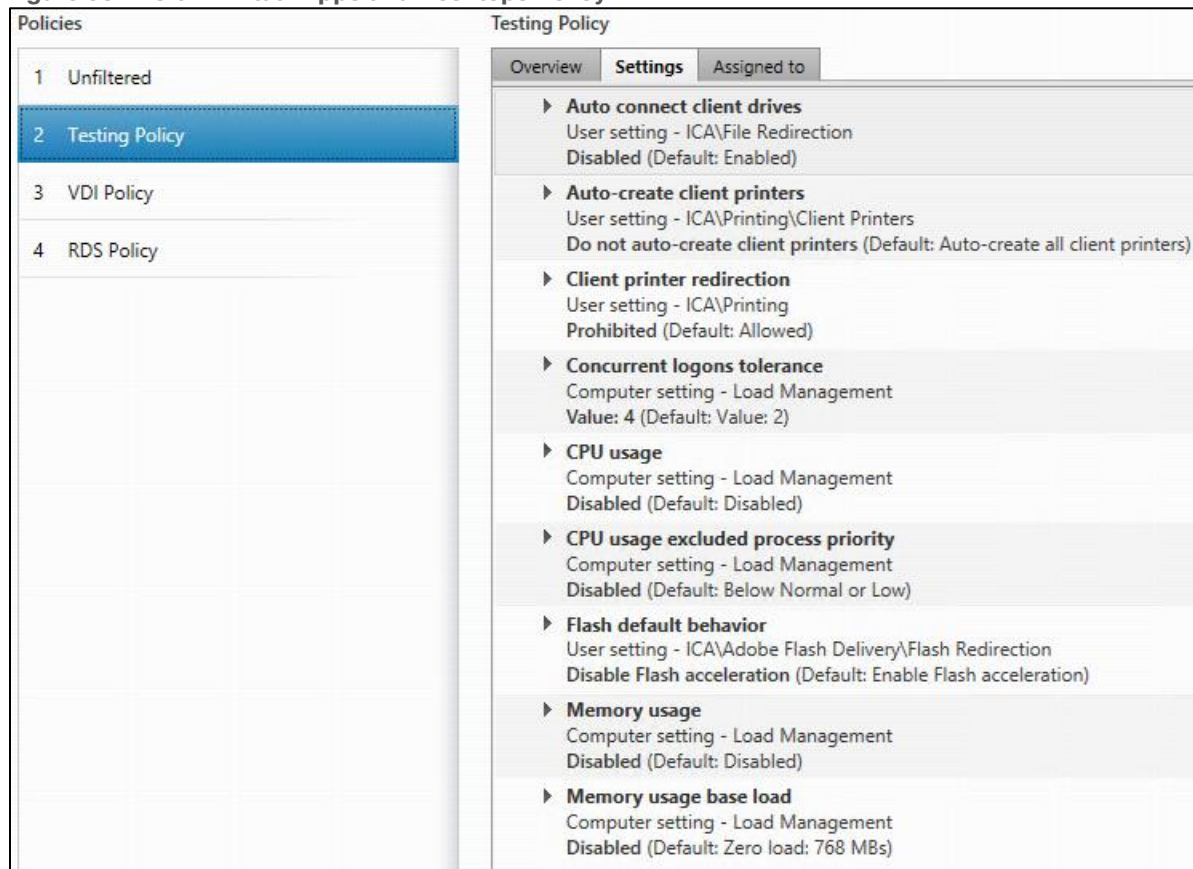 Policies
1 Unfiltered
2 Testing Policy
3 VDI Policy
4 RDS Policy
Testing Policy
Overview Settings Assigned to
Auto connect client drives
User setting - ICA\File Redirection
Disabled (Default: Enabled)
Auto-create client printers
User setting - ICA\Printing\Client Printers
Do not auto-create client printers (Default: Auto-create all client printers)
Client printer redirection
User setting - ICA\Printing
Prohibited (Default: Allowed)
Concurrent logons tolerance
Computer setting - Load Management
Value: 4 (Default: Value: 2)
CPU usage
Computer setting - Load Management
Disabled (Default: Disabled)
CPU usage excluded process priority
Computer setting - Load Management
Disabled (Default: Below Normal or Low)
Flash default behavior
User setting - ICA\Adobe Flash Delivery\Flash Redirection
Disable Flash acceleration (Default: Enable Flash acceleration)
Memory usage
Computer setting - Load Management
Disabled (Default: Disabled)
Memory usage base load
Computer setting - Load Management
Disabled (Default: Zero load: 768 MBs)